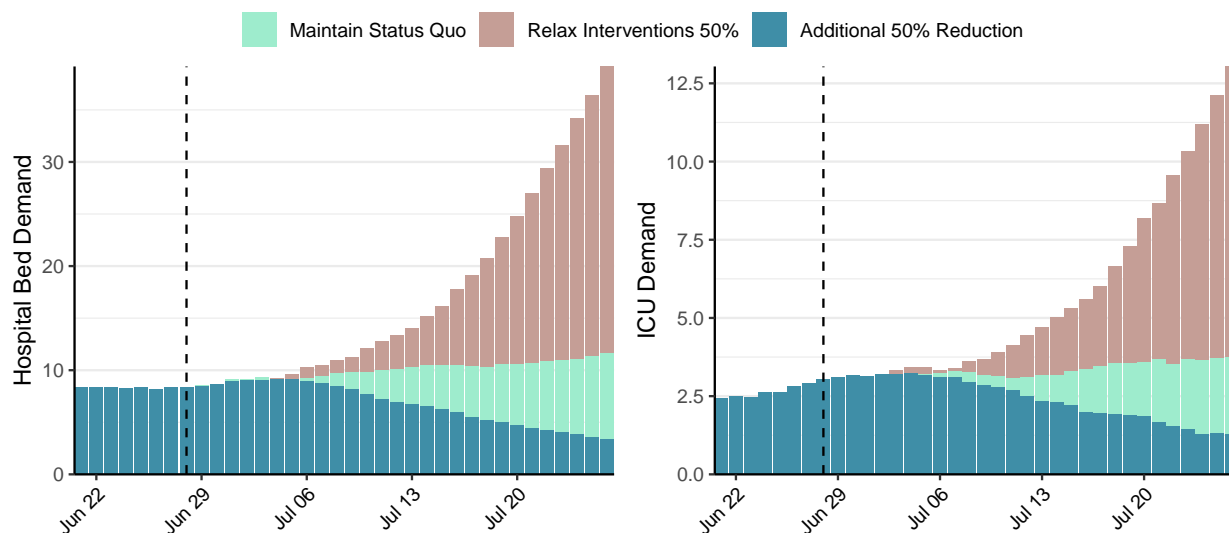 Maintain Status Quo Relax Interventions 50% Additional 50% Reduction
Hospital Bed Demand
30
20
10
0
Jun 22
Jun 29
Jul 06
Jul 13
Jul 20
ICU Demand
12.5
10.0
7.5
5.0
2.5
0.0
Jun 22
Jun 29
Jul 06
Jul 13
Jul 20